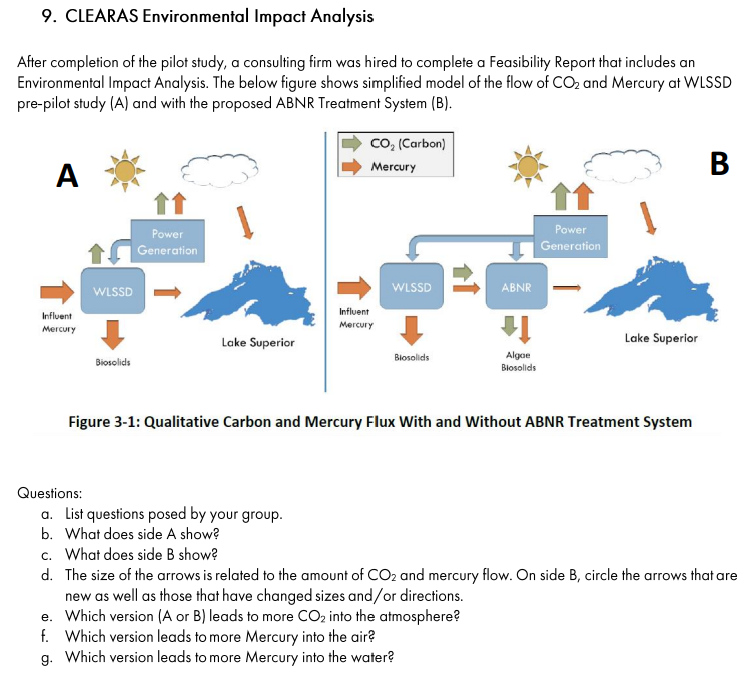 9. CLEARAS Environmental Impact Analysis
After completion of the pilot study, a consulting firm was hired to complete a Feasibility Report that includes an
Environmental Impact Analysis. The below figure shows simplified model of the flow of CO₂ and Mercury at WLSSD
pre-pilot study (A) and with the proposed ABNR Treatment System (B).
A
Power
Generation
WLSSD
Influent
Mercury
Biosolids
Lake Superior
CO₂ (Carbon)
Mercury
B
Power
Generation
WLSSD
ABNR
Influent
Mercury
Biosolids
Algae
Biosolids
Lake Superior
Figure 3-1: Qualitative Carbon and Mercury Flux With and Without ABNR Treatment System
Questions:
a. List questions posed by your group.
b. What does side A show?
c. What does side B show?
d. The size of the arrows is related to the amount of CO₂ and mercury flow. On side B, circle the arrows that are
new as well as those that have changed sizes and/or directions.
e. Which version (A or B) leads to more CO₂ into the atmosphere?
f. Which version leads to more Mercury into the air?
g. Which version leads to more Mercury into the water?